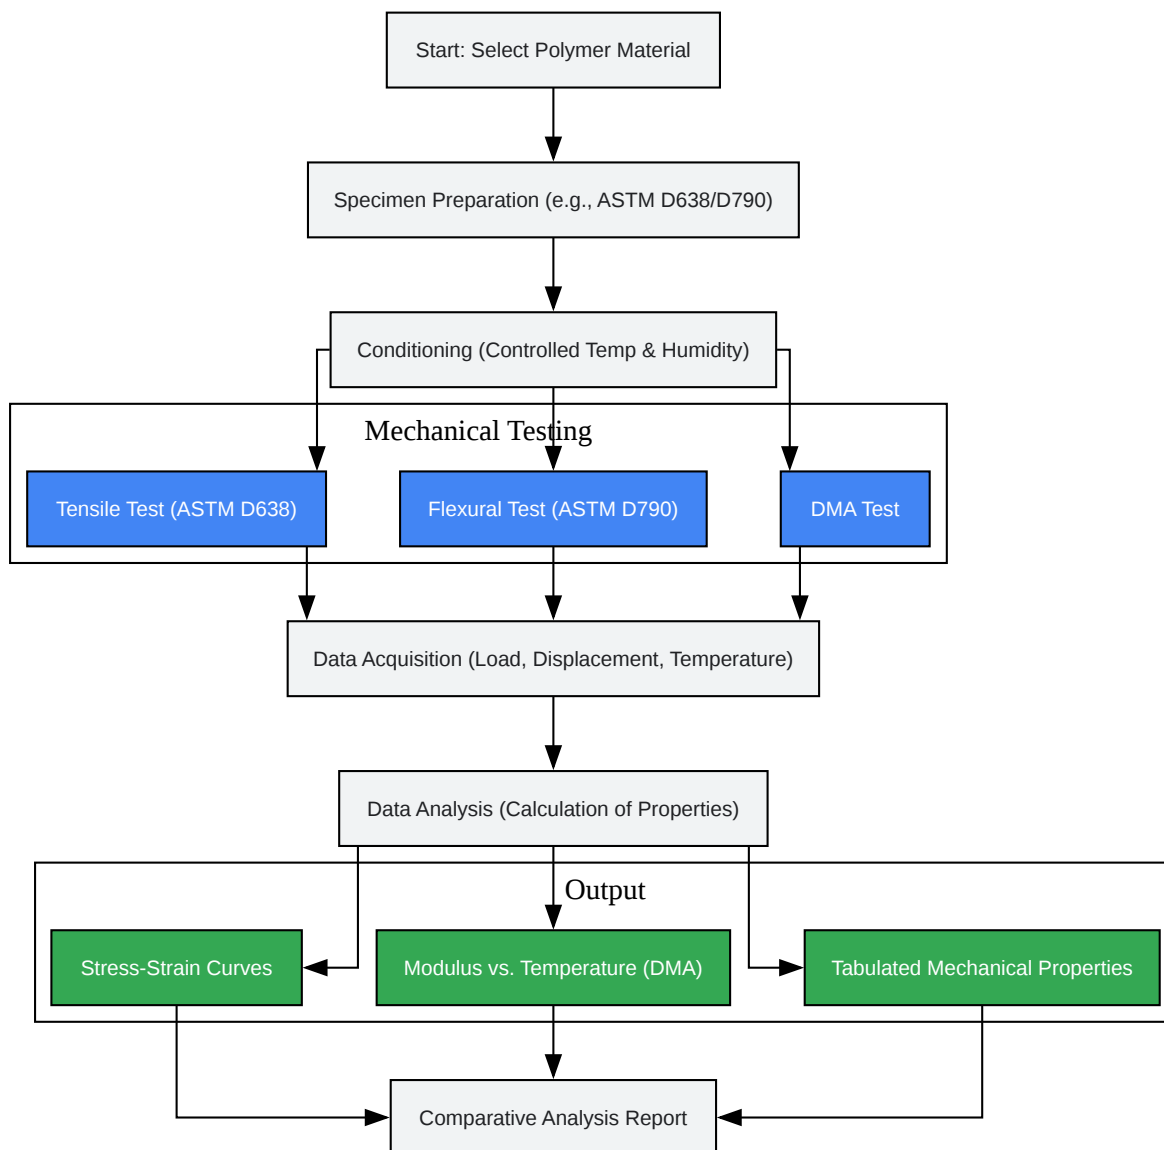 Start: Select Polymer Material
Specimen Preparation (e.g., ASTM D638/D790)
Conditioning (Controlled Temp & Humidity)
Mechanical Testing
Tensile Test (ASTM D638)
Flexural Test (ASTM D790)
DMA Test
Data Acquisition (Load, Displacement, Temperature)
Data Analysis (Calculation of Properties)
Output
Stress-Strain Curves
Modulus vs. Temperature (DMA)
Tabulated Mechanical Properties
Comparative Analysis Report